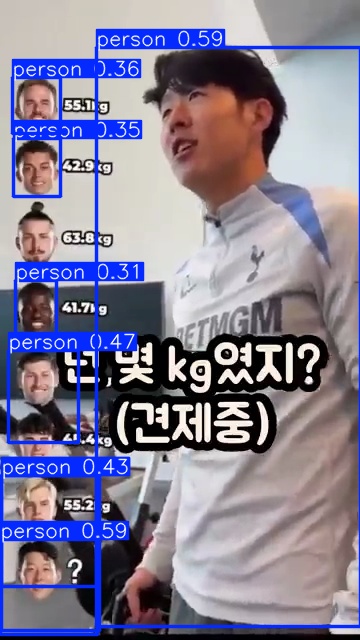 person 0.59
person 0.36
55.1kg
person 0.35
42.9kg
63.8kg
person 0.31
41.7kg
BETMGM
person 0.47
넌 몇 kg였지?
(견제중)
person 0.43
55.2kg
person 0.59
?